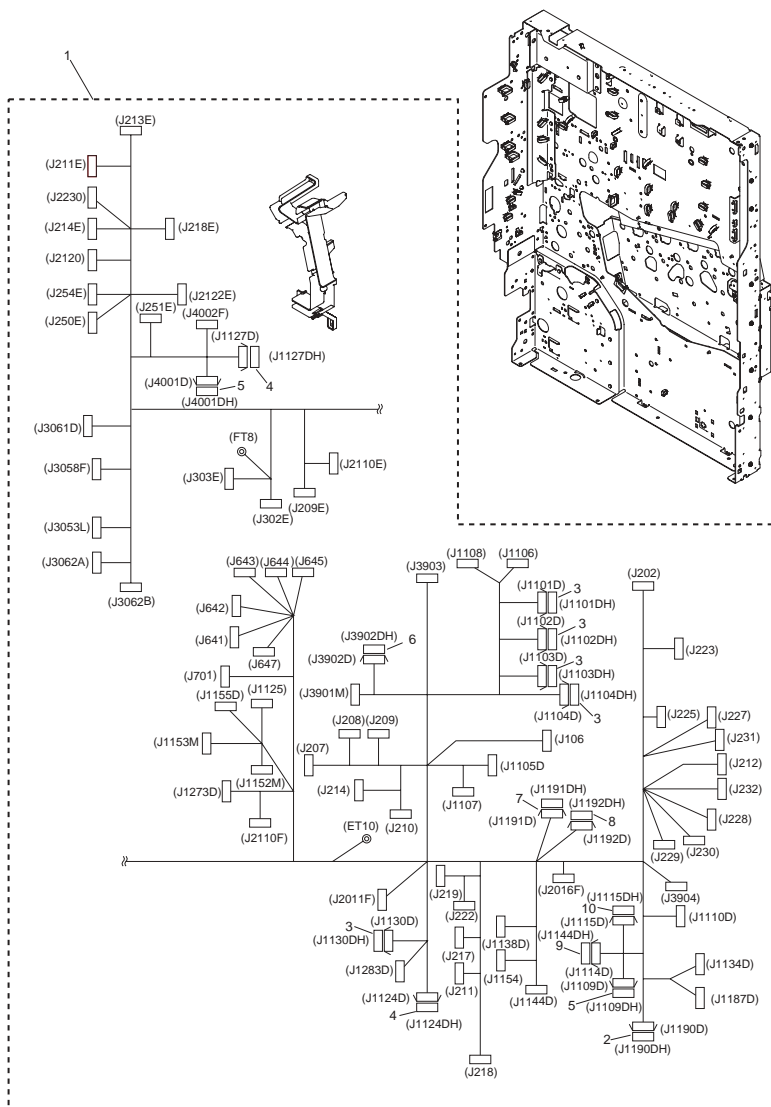 1
(J213E)
(J211E)
(J2230)
(J214E) (J218E)
(J2120)
(J254E) (J2122E)
(J251E)
(J250E) (J4002F)
(J1127D)
(J1127DH)
(J4001D) 5 4
(J4001DH)
(J3061D)
(FT8)
(J3058F) (J303E) (J2110E)
(J209E)
(J302E)
(J3053L)
(J3062A)
(J3062B)
(J643) (J644) (J645) (J3903) (J1108) (J1106)
(J1101D) 3 (J202)
(J642) (J1101DH)
(J1102D) 3
(J641) (J3902DH) 6 (J1102DH) (J223)
(J647) (J3902D) (J1103D) 3
(J701) (J1103DH)
(J3901M) (J1104DH)
(J1155D) (J1125) (J1104D) 3 (J225) (J227)
(J208) (J209) (J106) (J231)
(J1153M) (J207) (J1105D) (J212)
(J1152M) (J1191DH) (J232)
(J1273D) (J214) (J1107) 7 (J1192DH)
(J210) (J1191D) 8 (J228)
(J2110F) (J1192D) (J230)
(ET10) (J229)
(J219) (J2016F) (J3904)
(J2011F) (J222) (J1115DH)
3 (J1130D) 10 (J1110D)
(J1115D)
(J1130DH) (J217) (J1138D) (J1144DH)
9
(J1283D) (J1154) (J1114D) (J1134D)
(J211) (J1109D)
(J1124D) (J1144D) 5 (J1187D)
4 (J1109DH)
(J1124DH) (J1190D)
2 (J1190DH)
(J218)